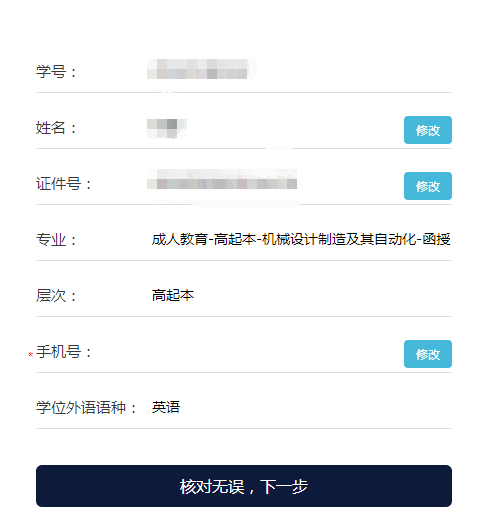 学号：
姓名： 修改
证件号： 修改
专业： 成人教育-高起本-机械设计制造及其自动化-函授
层次： 高起本
*手机号： 修改
学位外语语种： 英语
核对无误，下一步